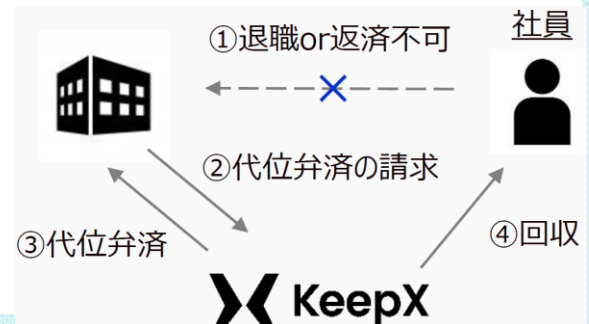 社員
①退職or返済不可
②代位弁済の請求
③代位弁済
④回収
KeepX